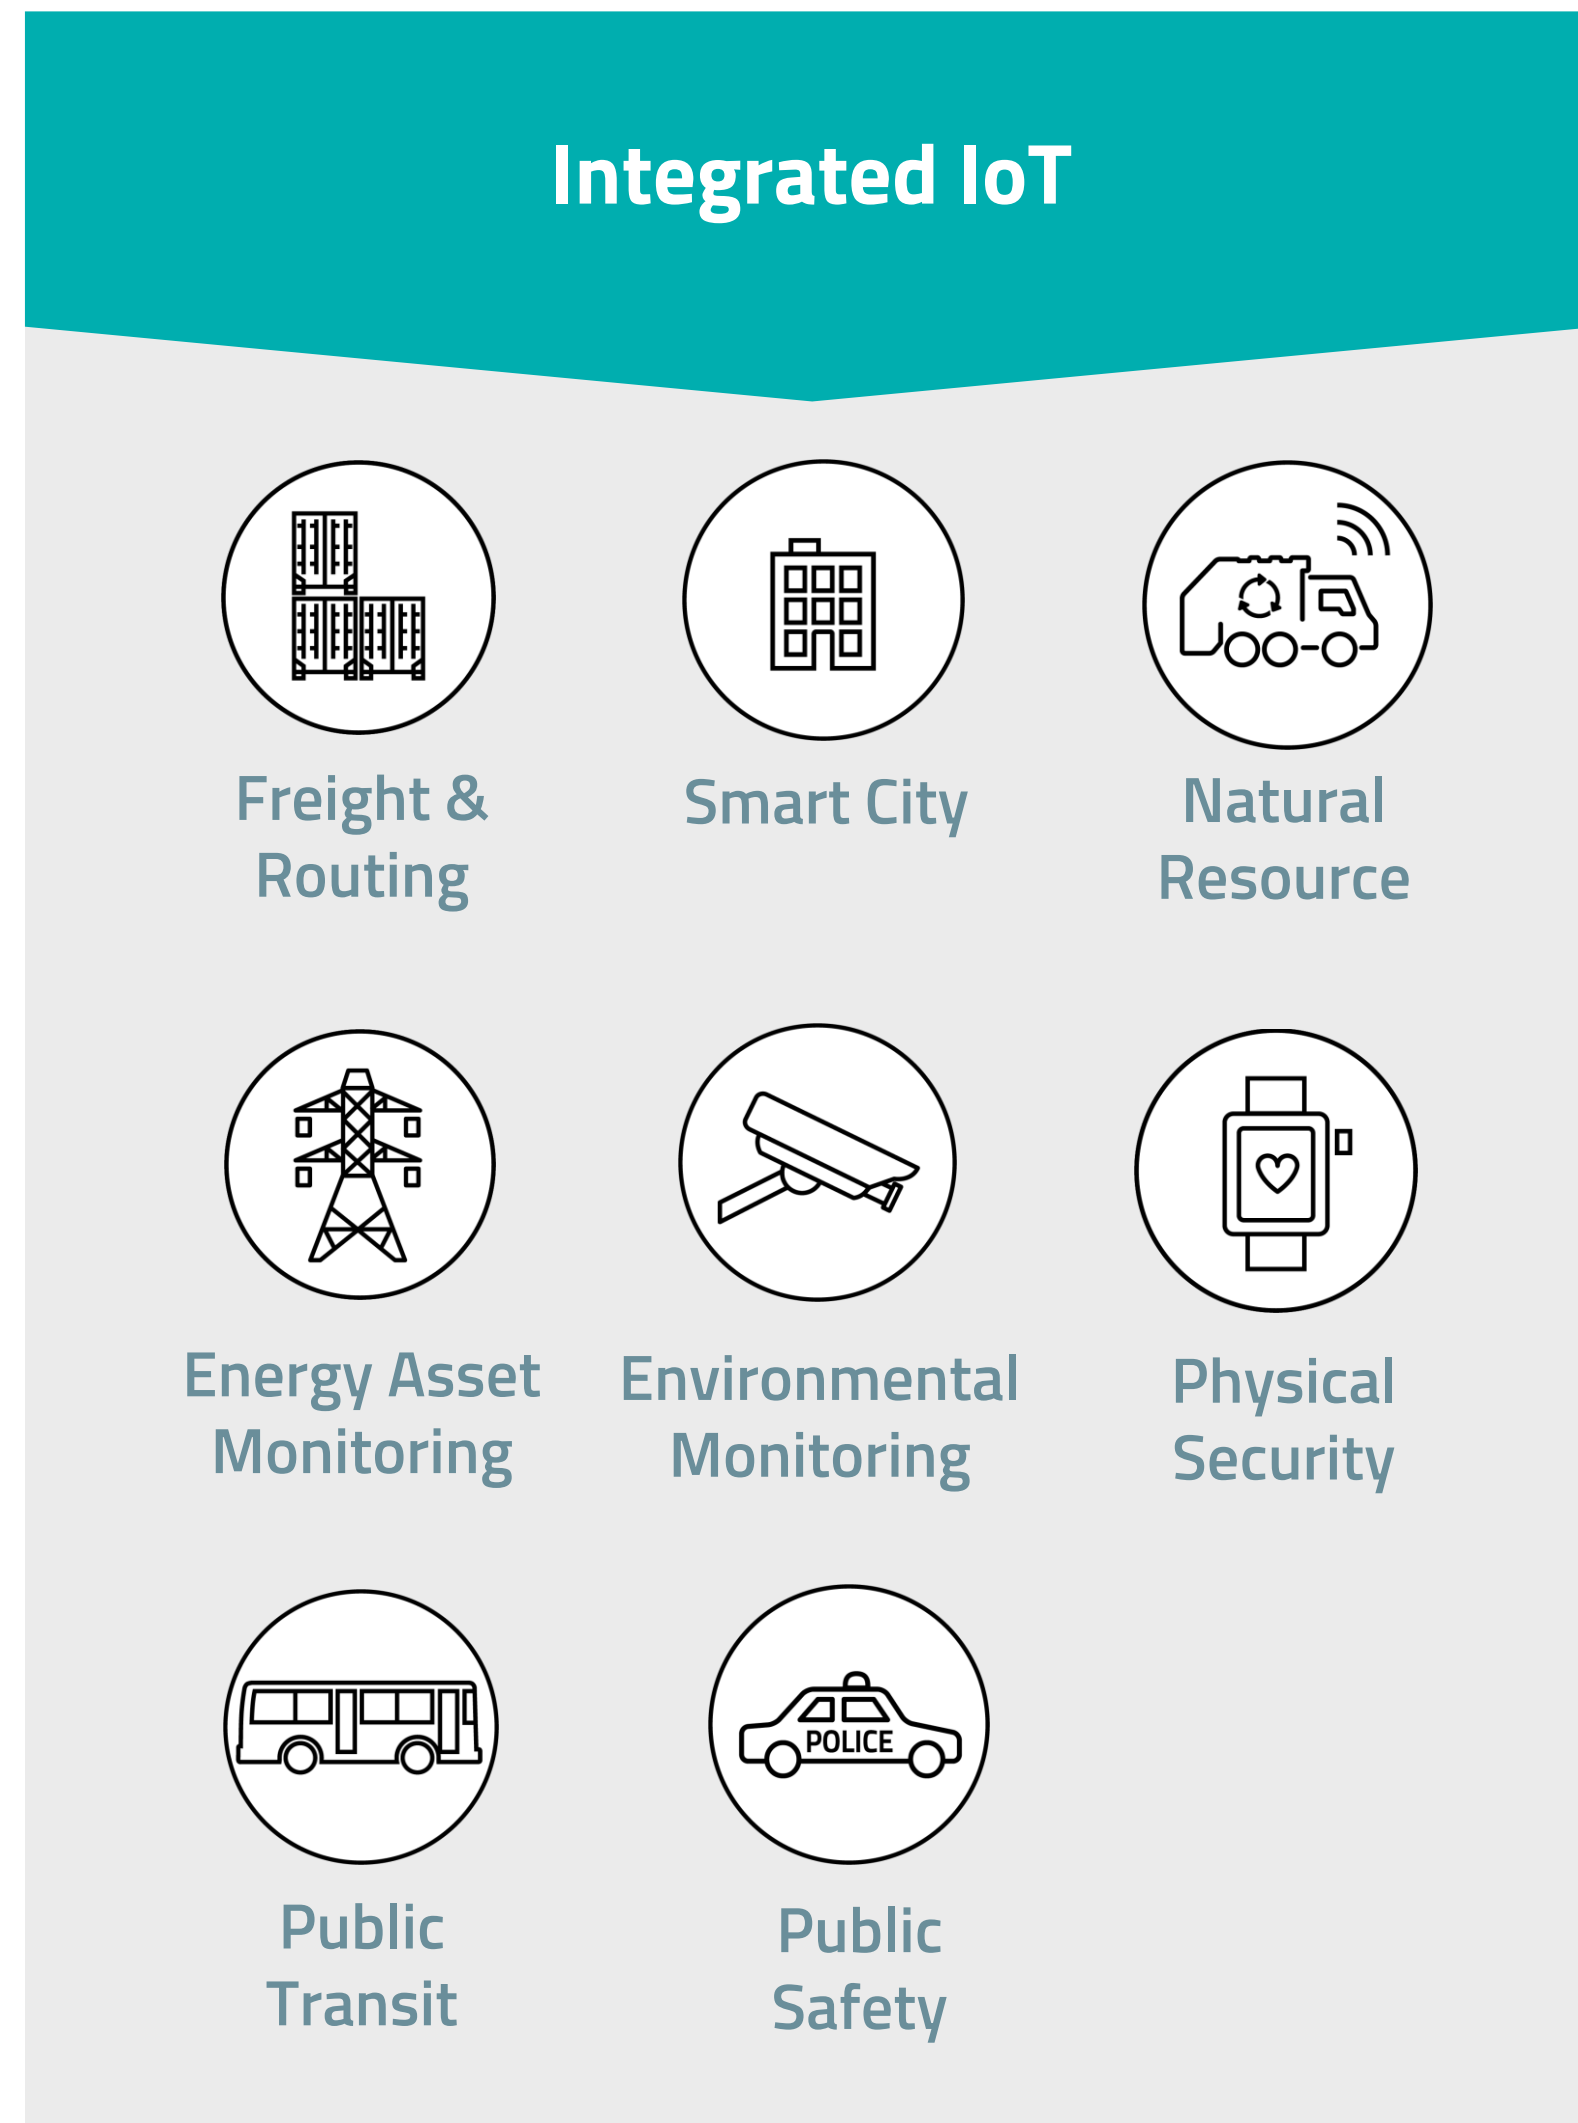 Integrated IoT
Freight &
Routing
Smart City
Natural
Resource
Energy Asset
Monitoring
Environmental
Monitoring
Physical
Security
POLICE
Public
Transit
Public
Safety